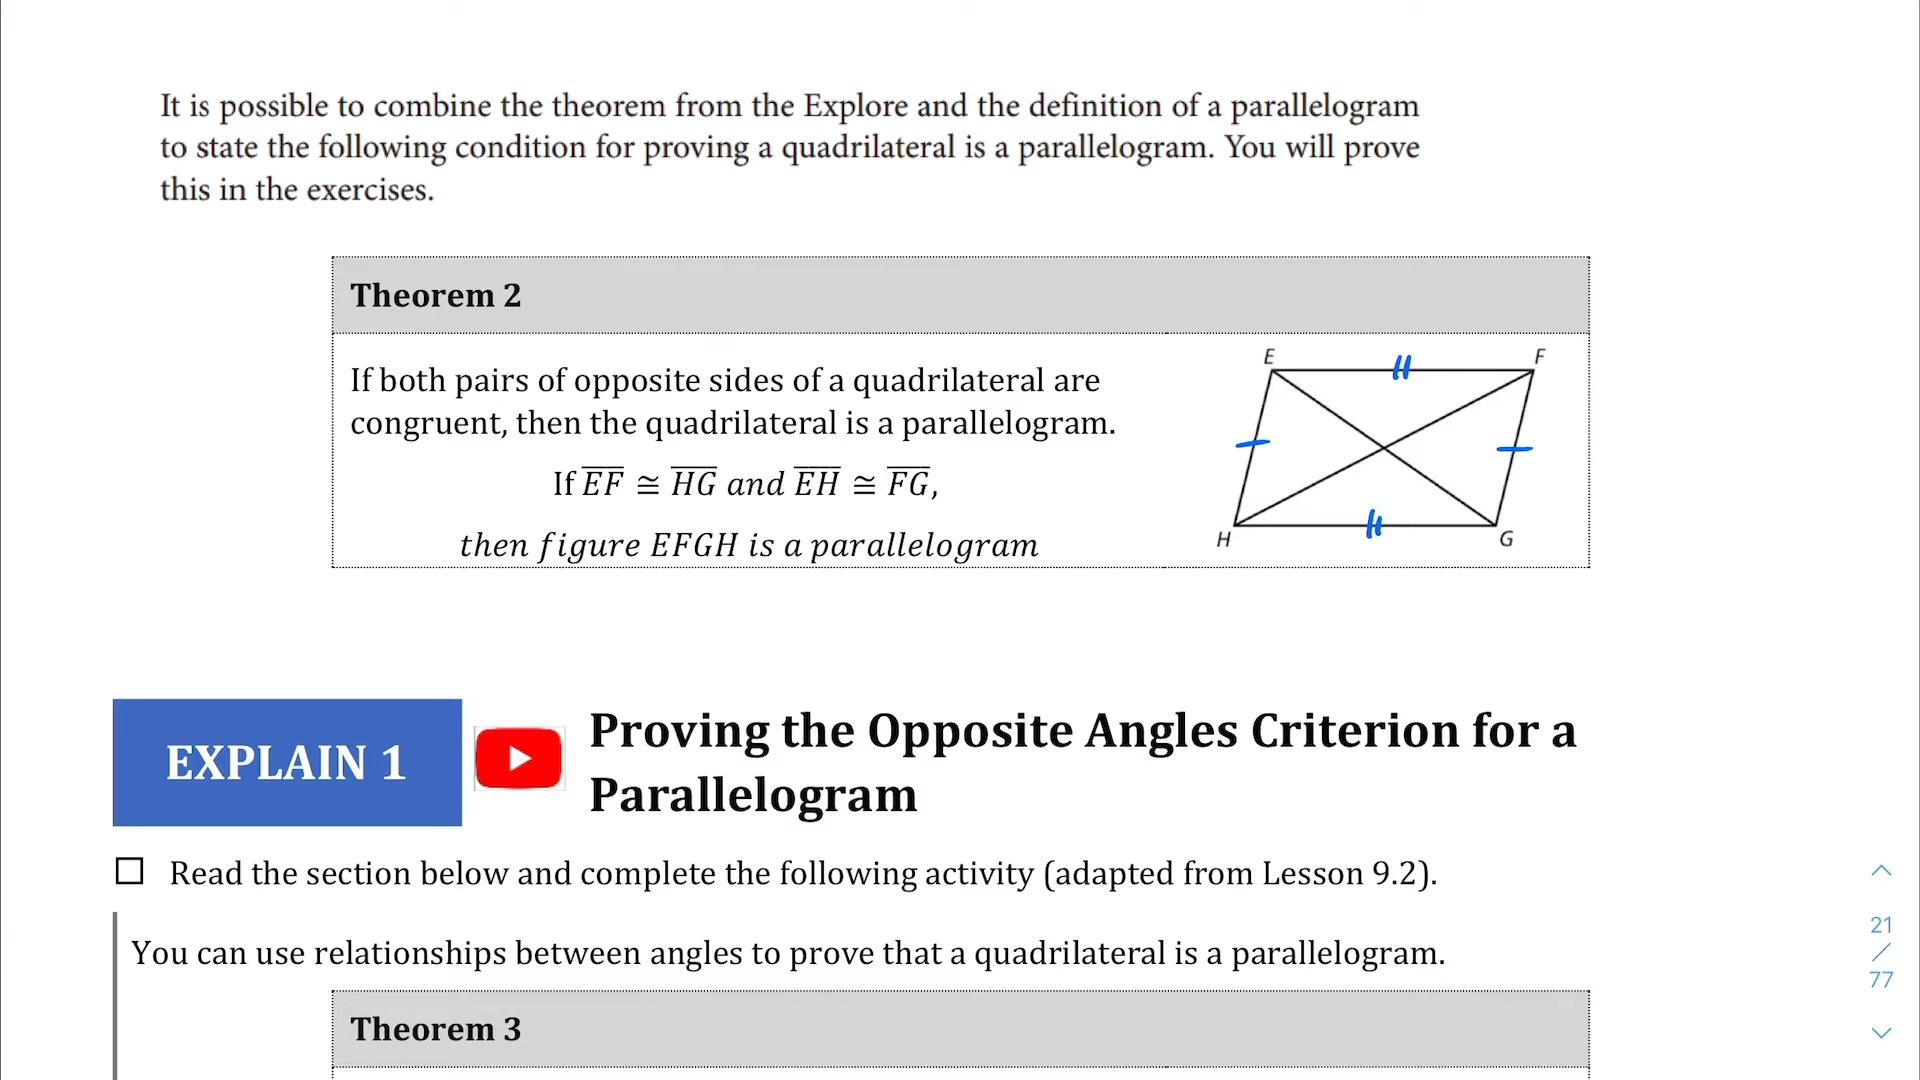 It is possible to combine the theorem from the Explore and the definition of a parallelogram
to state the following condition for proving a quadrilateral is a parallelogram. You will prove
this in the exercises.
Theorem 2
If both pairs of opposite sides of a quadrilateral are
congruent, then the quadrilateral is a parallelogram.
If E̅F̅ ≅ H̅G̅ and E̅H̅ ≅ F̅G̅,
then figure EFGH is a parallelogram
E
F
H
G
EXPLAIN 1
Proving the Opposite Angles Criterion for a
Parallelogram
Read the section below and complete the following activity (adapted from Lesson 9.2).
You can use relationships between angles to prove that a quadrilateral is a parallelogram.
Theorem 3
21
/
77